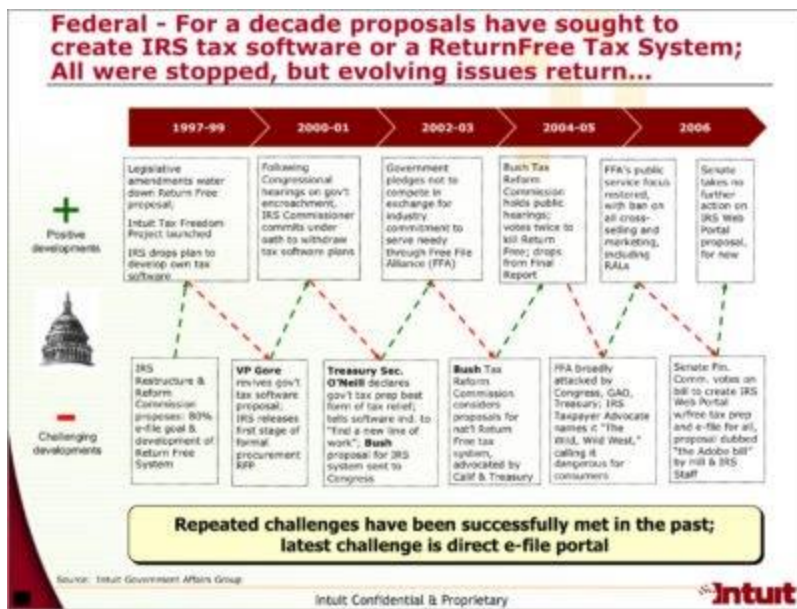 Federal - For a decade proposals have sought to
create IRS tax software or a ReturnFree Tax System;
All were stopped, but evolving issues return...
1997-99
2000-01
2002-03
2004-05
2006
+
Positive
developments
Legislative
amendments water
down Return Free
proposal,
Intuit Tax Freedom
Project launched
IRS drops plan to
develop own tax
software
Following
Congressional
hearings on gov't
encroachment,
IRS Commissioner
commits under
oath to withdraw
tax software plans
Government
pledges not to
compete in
exchange for
industry
commitment to
serve needy
through Free File
Alliance (FFA)
Bush Tax
Reform
Commission
holds public
hearings;
votes twice to
kill Return
Free; drops
from Final
Report
FFA's public
service focus
restored,
with ban on
all cross-
selling and
marketing,
including
RALs
Senate
takes no
further
action on
IRS Web
Portal
proposal,
for now
–
Challenging
developments
IRS
Restructure &
Reform
Commission
proposes: 80%
e-file goal &
development of
Return Free
System
VP Gore
revives gov't
tax software
proposal;
IRS releases
first stage of
formal
procurement
RFP
Treasury Sec.
O'Neill declares
gov't tax prep best
form of tax relief;
tells software ind. to
"find a new line of
work"; Bush
proposal for IRS
system sent to
Congress
Bush Tax
Reform
Commission
considers
proposals for
nat'l Return
Free tax
system,
advocated by
Calif & Treasury
FFA broadly
attacked by
Congress, GAO,
Treasury; IRS
Taxpayer Advocate
names it "The
Wild, Wild West,"
calling it
dangerous for
consumers
Senate Fin.
Comm. votes on
bill to create IRS
Web Portal
w/free tax prep
and e-file for all,
proposal dubbed
"the Adobe bill"
by Hill & IRS
Staff
Repeated challenges have been successfully met in the past;
latest challenge is direct e-file portal
Source: Intuit Government Affairs Group
Intuit Confidential & Proprietary
Intuit